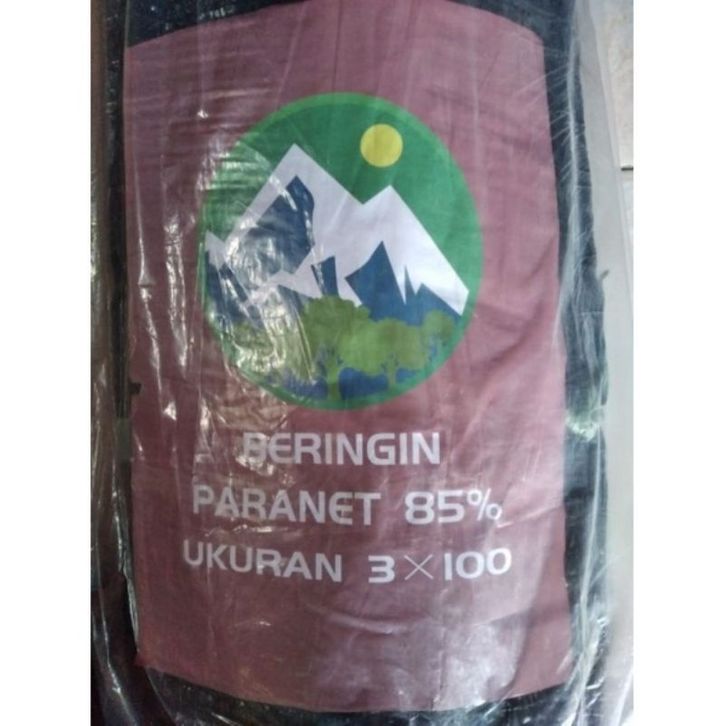 BERINGIN
PARANET 85%
UKURAN 3×100